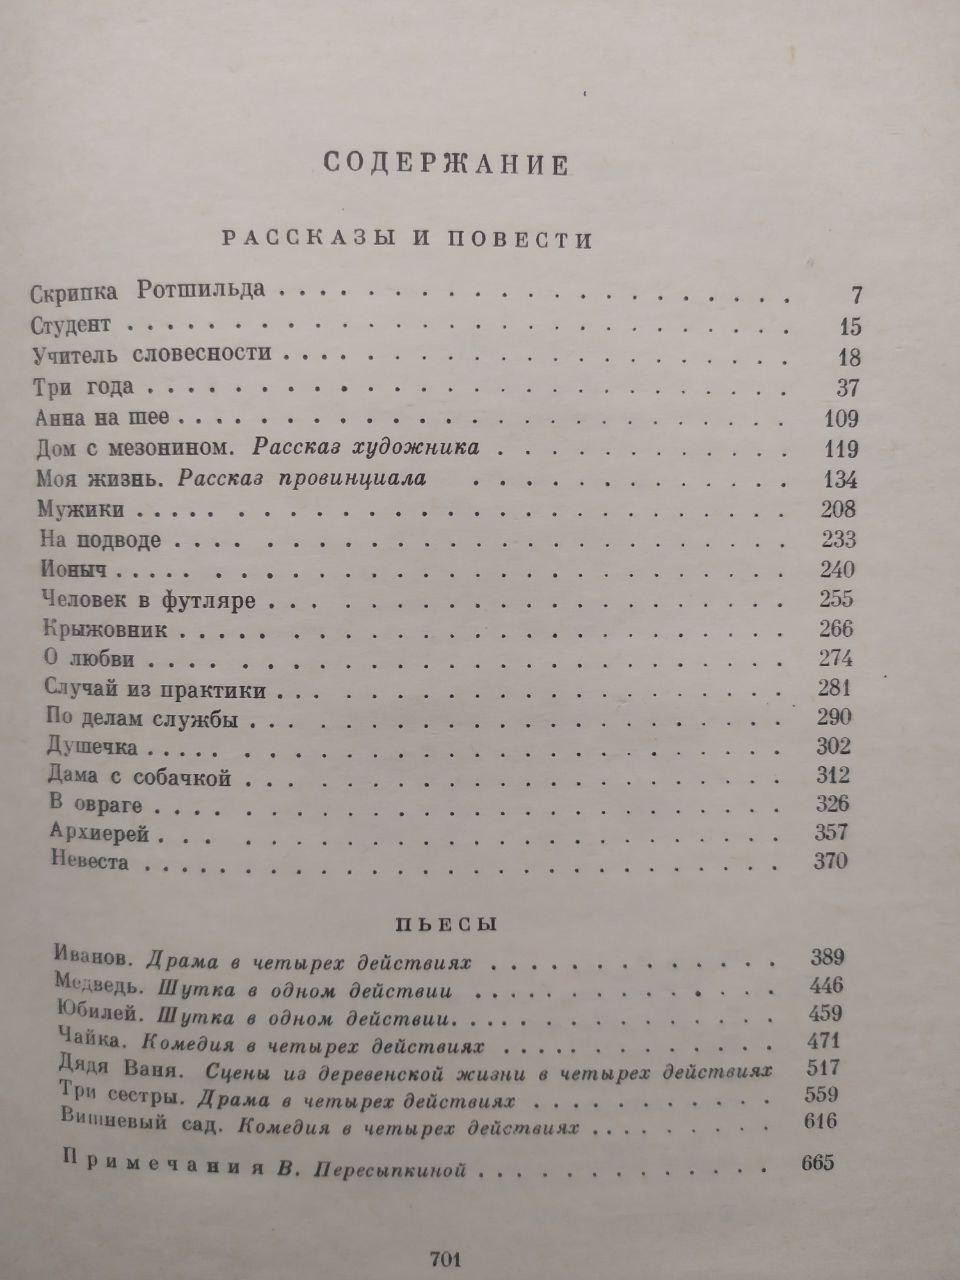 СОДЕРЖАНИЕ
РАССКАЗЫ И ПОВЕСТИ
Скрипка Ротшильда . . . . . . . . . . . . . . . . . . . . . 7
Студент . . . . . . . . . . . . . . . . . . . . . . . . . . 15
Учитель словесности . . . . . . . . . . . . . . . . . . . . 18
Три года . . . . . . . . . . . . . . . . . . . . . . . . . 37
Анна на шее . . . . . . . . . . . . . . . . . . . . . . . . 109
Дом с мезонином. Рассказ художника . . . . . . . . . . . . . 119
Моя жизнь. Рассказ провинциала . . . . . . . . . . . . . . 134
Мужики . . . . . . . . . . . . . . . . . . . . . . . . . . 208
На подводе . . . . . . . . . . . . . . . . . . . . . . . . 233
Ионыч . . . . . . . . . . . . . . . . . . . . . . . . . . . 240
Человек в футляре . . . . . . . . . . . . . . . . . . . . . 255
Крыжовник . . . . . . . . . . . . . . . . . . . . . . . . . 266
О любви . . . . . . . . . . . . . . . . . . . . . . . . . . 274
Случай из практики . . . . . . . . . . . . . . . . . . . . 281
По делам службы . . . . . . . . . . . . . . . . . . . . . . 290
Душечка . . . . . . . . . . . . . . . . . . . . . . . . . . 302
Дама с собачкой . . . . . . . . . . . . . . . . . . . . . . 312
В овраге . . . . . . . . . . . . . . . . . . . . . . . . . 326
Архиерей . . . . . . . . . . . . . . . . . . . . . . . . . 357
Невеста . . . . . . . . . . . . . . . . . . . . . . . . . . 370
ПЬЕСЫ
Иванов. Драма в четырех действиях . . . . . . . . . . . . . 389
Медведь. Шутка в одном действии . . . . . . . . . . . . . . 446
Юбилей. Шутка в одном действии. . . . . . . . . . . . . . . 459
Чайка. Комедия в четырех действиях . . . . . . . . . . . . 471
Дядя Ваня. Сцены из деревенской жизни в четырех действиях 517
Три сестры. Драма в четырех действиях . . . . . . . . . . . 559
Вишневый сад. Комедия в четырех действиях . . . . . . . . . 616
Примечания В. Пересыпкиной . . . . . . . . . . . . . . 665
701